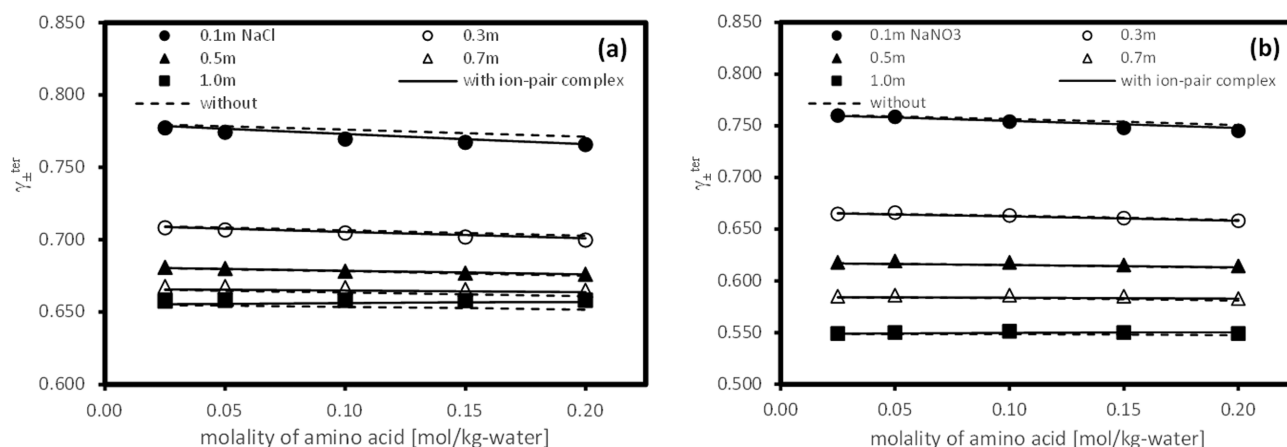 0.850
0.800
0.750
0.700
0.650
0.600
0.00 0.05 0.10 0.15 0.20
γ±ter
molality of amino acid [mol/kg-water]
0.1m NaCl 0.3m
0.5m 0.7m
1.0m with ion-pair complex
without
(a)
0.850
0.800
0.750
0.700
0.650
0.600
0.550
0.500
0.00 0.05 0.10 0.15 0.20
γ±ter
molality of amino acid [mol/kg-water]
0.1m NaNO3 0.3m
0.5m 0.7m
1.0m with ion-pair complex
without
(b)